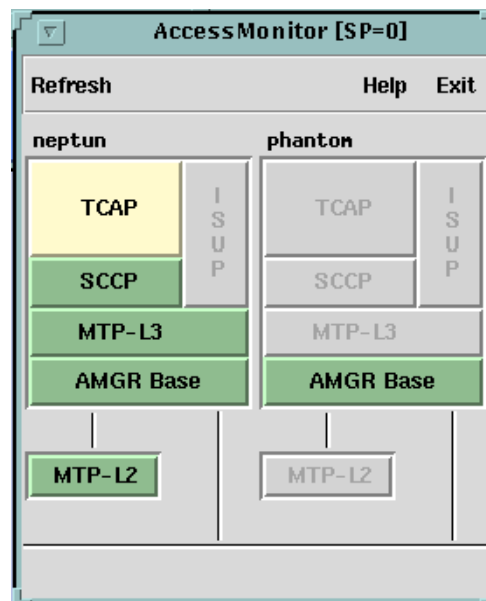 AccessMonitor [SP=0]
Refresh Help Exit
neptun phantom
TCAP ISUP TCAP ISUP
SCCP SCCP
MTP-L3 MTP-L3
AMGR Base AMGR Base
MTP-L2 MTP-L2